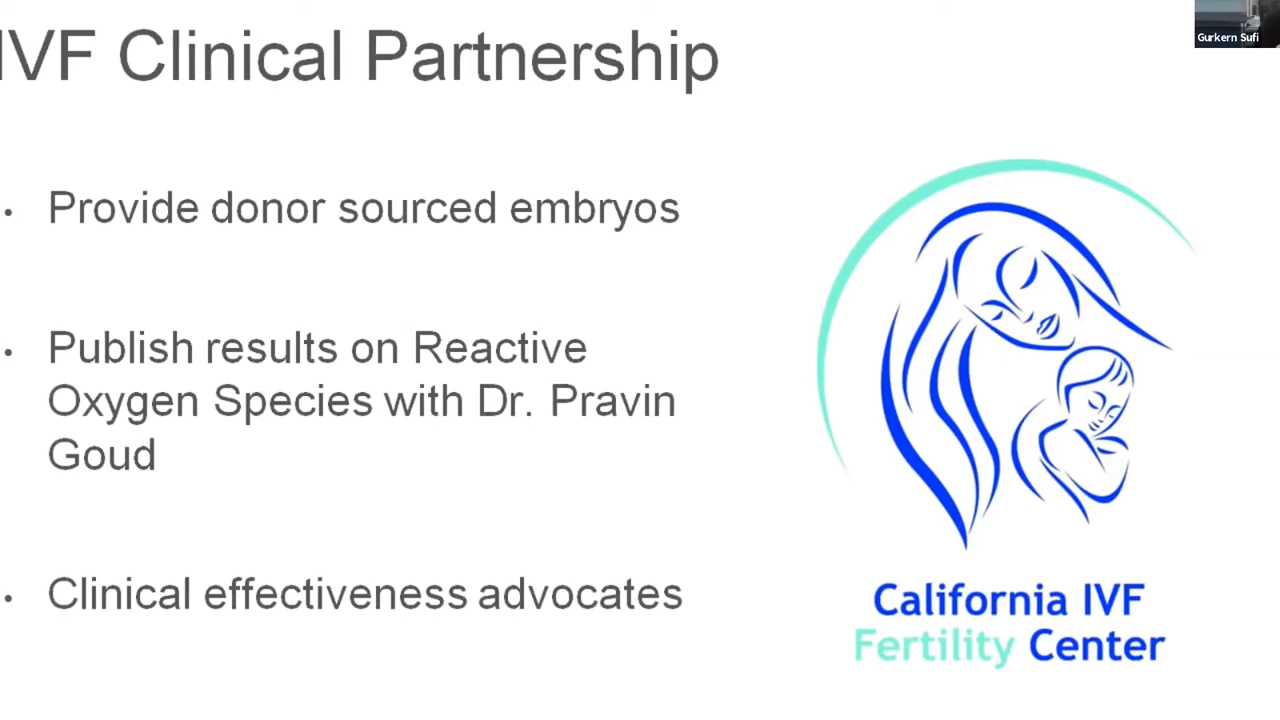 IVF Clinical Partnership
Gurkern Sufi
• Provide donor sourced embryos
• Publish results on Reactive
Oxygen Species with Dr. Pravin
Goud
• Clinical effectiveness advocates
California IVF
Fertility Center